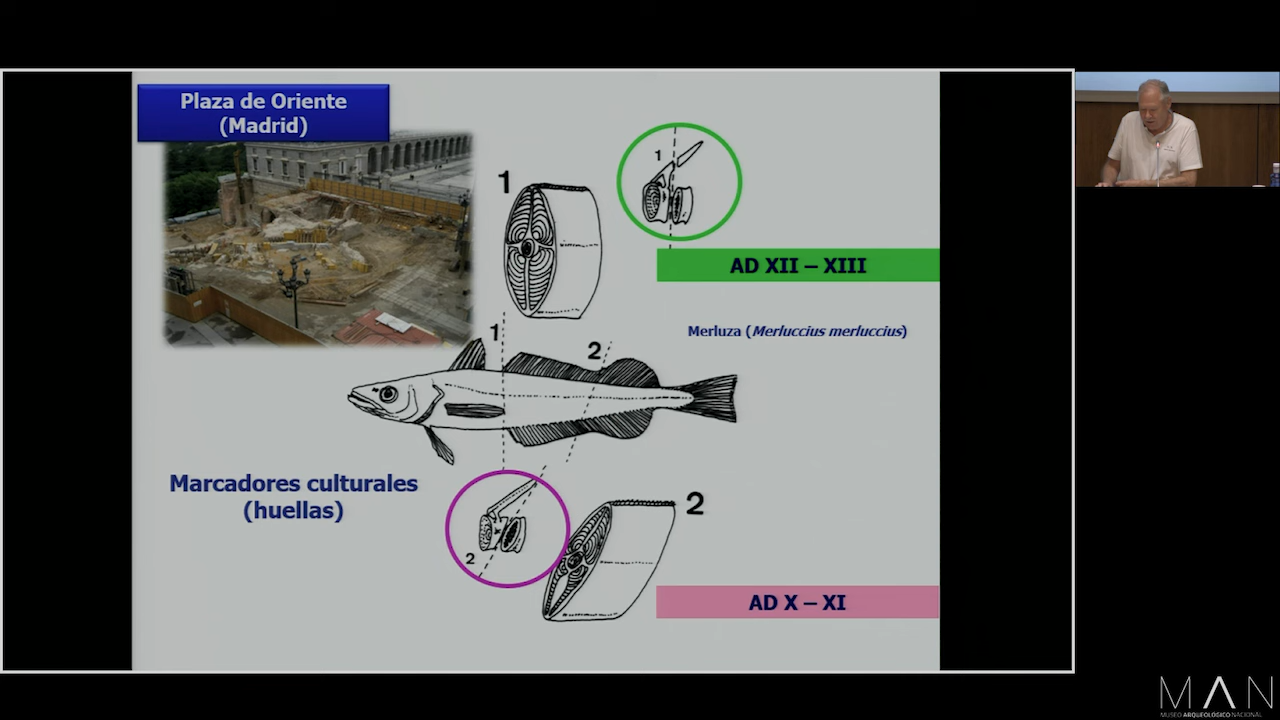 Plaza de Oriente
(Madrid)
1
1
AD XII – XIII
Merluza (Merluccius merluccius)
1
2
Marcadores culturales
(huellas)
2
2
AD X – XI
MAN
MUSEO ARQUEOLÓGICO NACIONAL